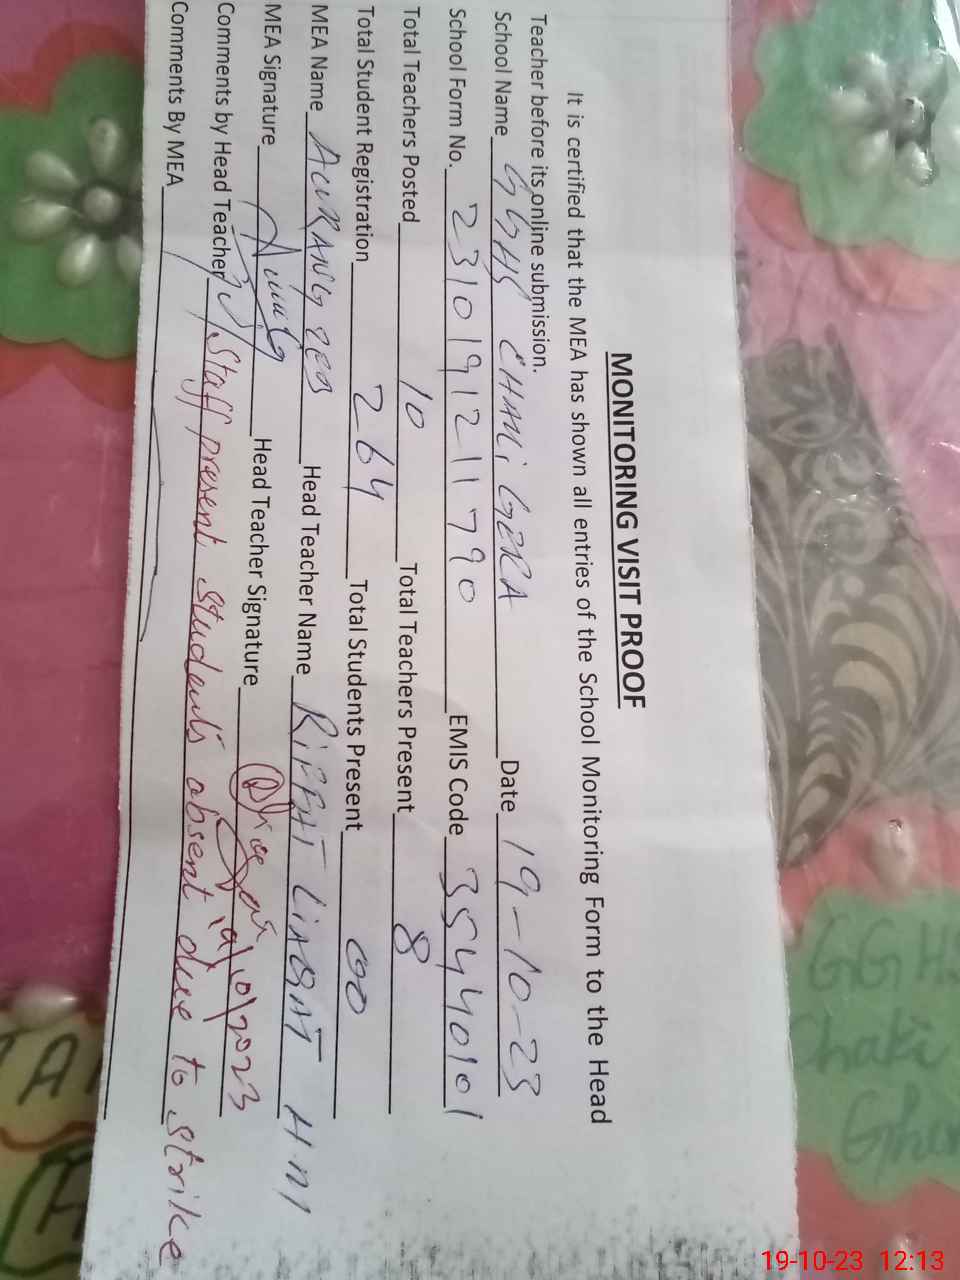 MONITORING VISIT PROOF
It is certified that the MEA has shown all entries of the School Monitoring Form to the Head
Teacher before its online submission.
School Name GGHS CHAKi GERA Date 19-10-23
School Form No. 2310191211790 EMIS Code 35440101
Total Teachers Posted 10 Total Teachers Present 8
Total Student Registration 264 Total Students Present 00
MEA Name AURANGZEB Head Teacher Name RiFFAT LiAQAT H.M
MEA Signature Head Teacher Signature 19/10/2023
Comments by Head Teacher Staff present students absent due to strike
Comments By MEA
GGHS
Chaki
19-10-23 12:13